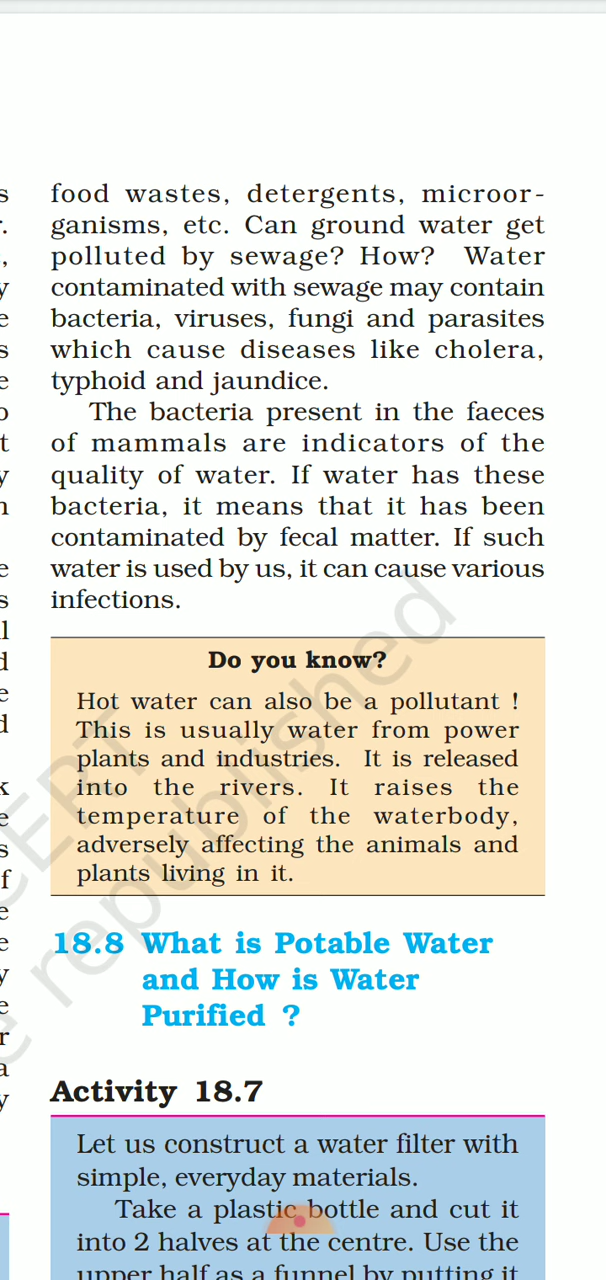 food wastes, detergents, microor-
ganisms, etc. Can ground water get
polluted by sewage? How? Water
contaminated with sewage may contain
bacteria, viruses, fungi and parasites
which cause diseases like cholera,
typhoid and jaundice.
The bacteria present in the faeces
of mammals are indicators of the
quality of water. If water has these
bacteria, it means that it has been
contaminated by fecal matter. If such
water is used by us, it can cause various
infections.
Do you know?
Hot water can also be a pollutant !
This is usually water from power
plants and industries. It is released
into the rivers. It raises the
temperature of the waterbody,
adversely affecting the animals and
plants living in it.
18.8 What is Potable Water
and How is Water
Purified ?
Activity 18.7
Let us construct a water filter with
simple, everyday materials.
Take a plastic bottle and cut it
into 2 halves at the centre. Use the
upper half as a funnel by putting it